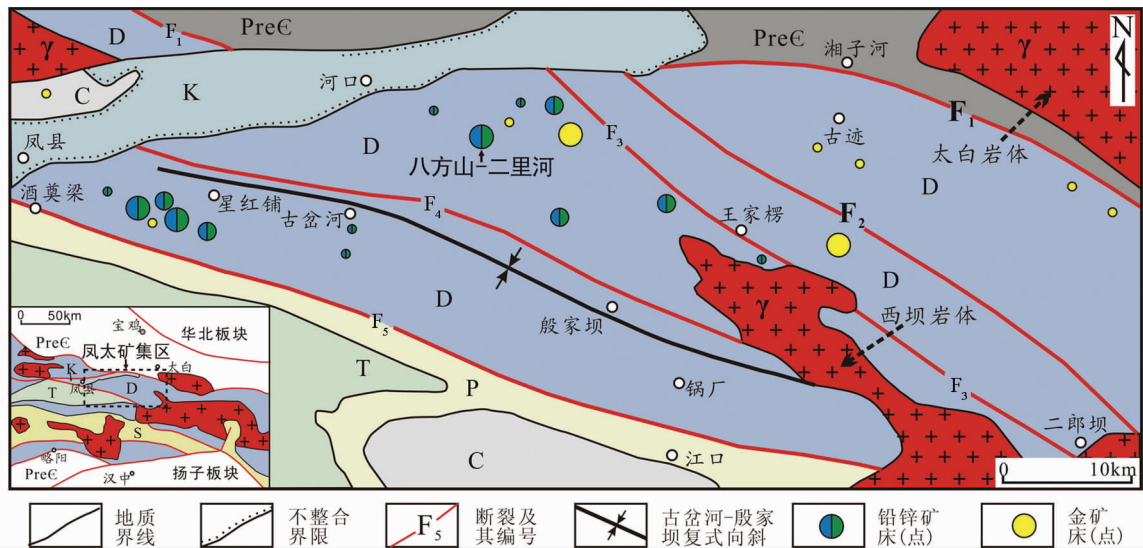 PreЄ
PreЄ
N
γ
D
F₁
湘子河
γ
河口
K
C
F₁
古迹
太白岩体
凤县
D
F₃
八方山-二里河
D
酒奠梁
星红铺
古岔河
F₄
王家楞
F₂
D
D
γ
F₅
殷家坝
西坝岩体
T
P
锅厂
F₃
二郎坝
C
江口
0 10km
0 50km
宝鸡
华北板块
PreЄ
凤太矿集区
太白
K
凤县
D
T
S
略阳
PreЄ
汉中
扬子板块
地质
界线
不整合
界限
F₅
断裂及
其编号
古岔河-殷家
坝复式向斜
铅锌矿
床(点)
金矿
床(点)